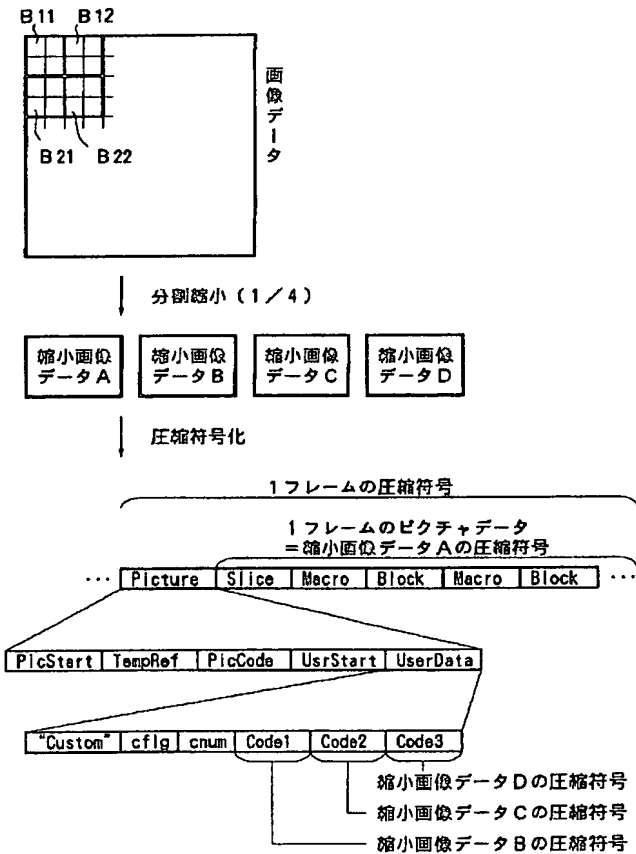 B11 B12
画像データ
B21 B22
分割縮小(1/4)
縮小画像
データA
縮小画像
データB
縮小画像
データC
縮小画像
データD
圧縮符号化
1フレームの圧縮符号
1フレームのピクチャデータ
=縮小画像データAの圧縮符号
··· Picture Slice Macro Block Macro Block ···
PicStart TempRef PicCode UsrStart UserData
"Custom" cflg cnum Code1 Code2 Code3
縮小画像データDの圧縮符号
縮小画像データCの圧縮符号
縮小画像データBの圧縮符号